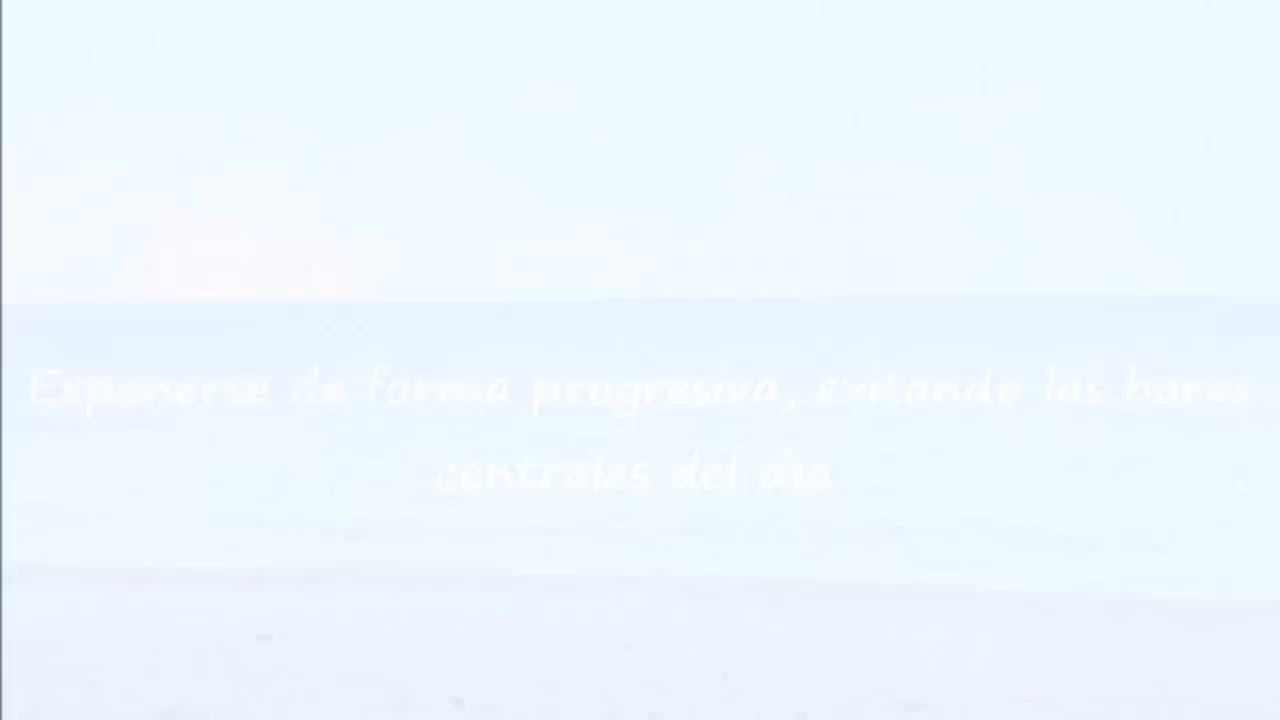 Exponerse de forma progresiva, evitando las horas
centrales del día